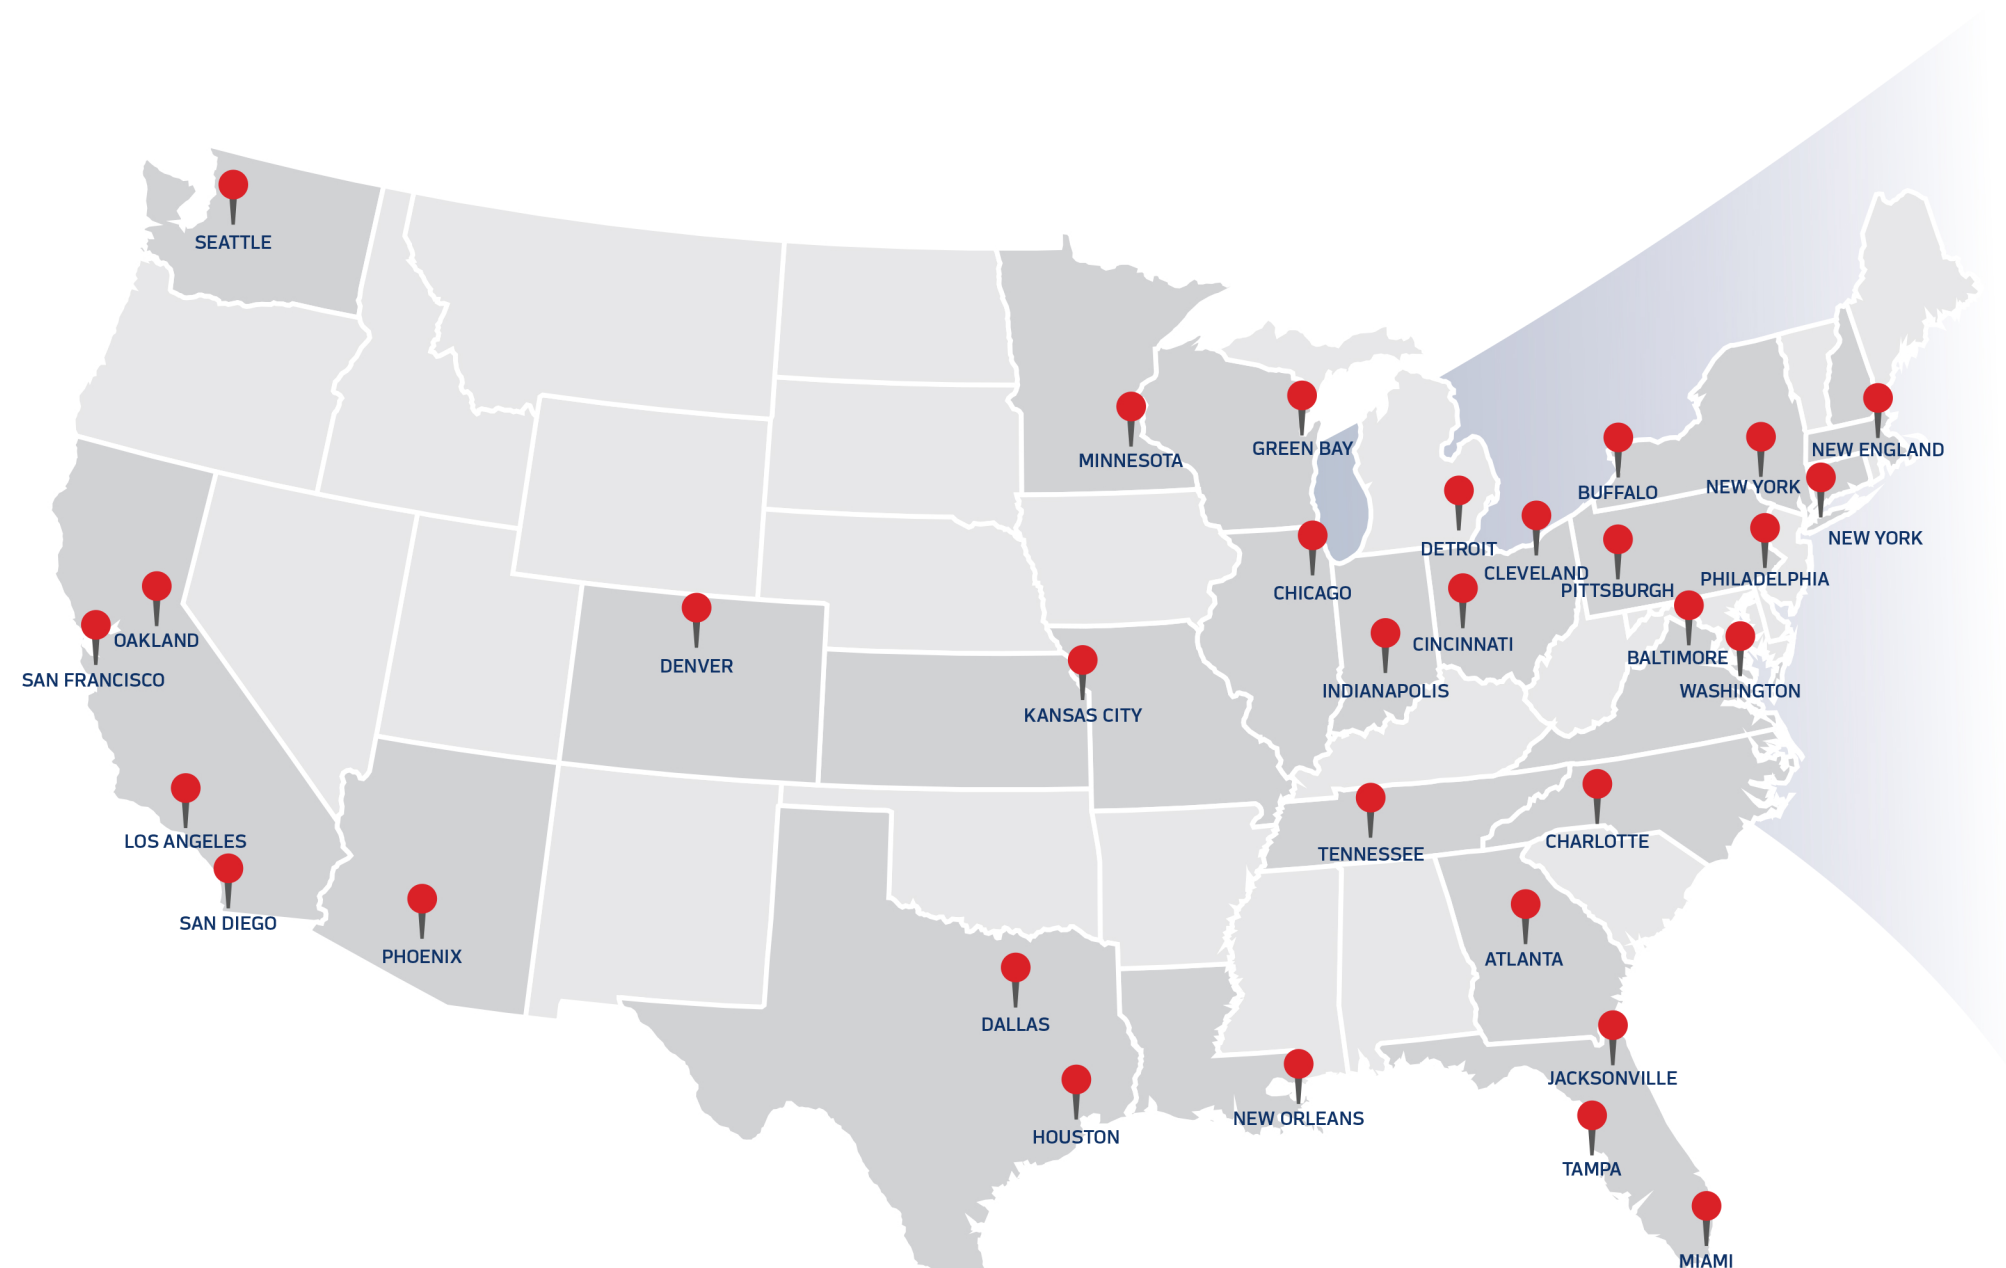 SEATTLE
MINNESOTA
GREEN BAY
NEW ENGLAND
BUFFALO
NEW YORK
NEW YORK
DETROIT
CLEVELAND
PITTSBURGH
PHILADELPHIA
CHICAGO
OAKLAND
SAN FRANCISCO
DENVER
CINCINNATI
BALTIMORE
INDIANAPOLIS
WASHINGTON
KANSAS CITY
LOS ANGELES
TENNESSEE
CHARLOTTE
SAN DIEGO
PHOENIX
ATLANTA
DALLAS
JACKSONVILLE
NEW ORLEANS
HOUSTON
TAMPA
MIAMI